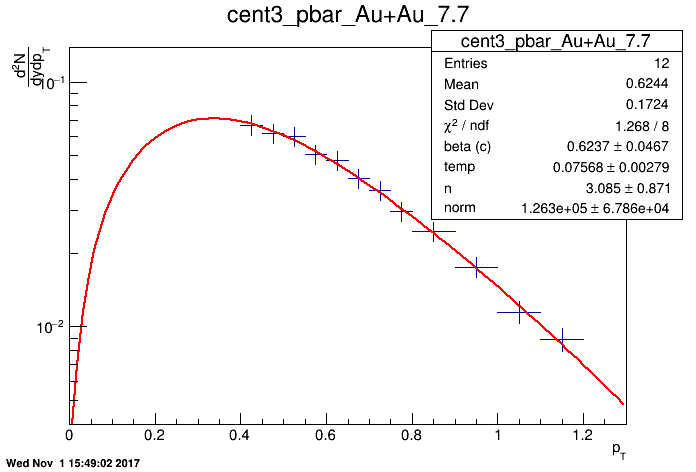 cent3_pbar_Au+Au_7.7
cent3_pbar_Au+Au_7.7
Entries 12
Mean 0.6244
Std Dev 0.1724
χ² / ndf 1.268 / 8
beta (c) 0.6237 ± 0.0467
temp 0.07568 ± 0.00279
n 3.085 ± 0.871
norm 1.263e+05 ± 6.786e+04
d²N
dydp_T
10⁻¹
10⁻²
0 0.2 0.4 0.6 0.8 1 1.2
p_T
Wed Nov 1 15:49:02 2017